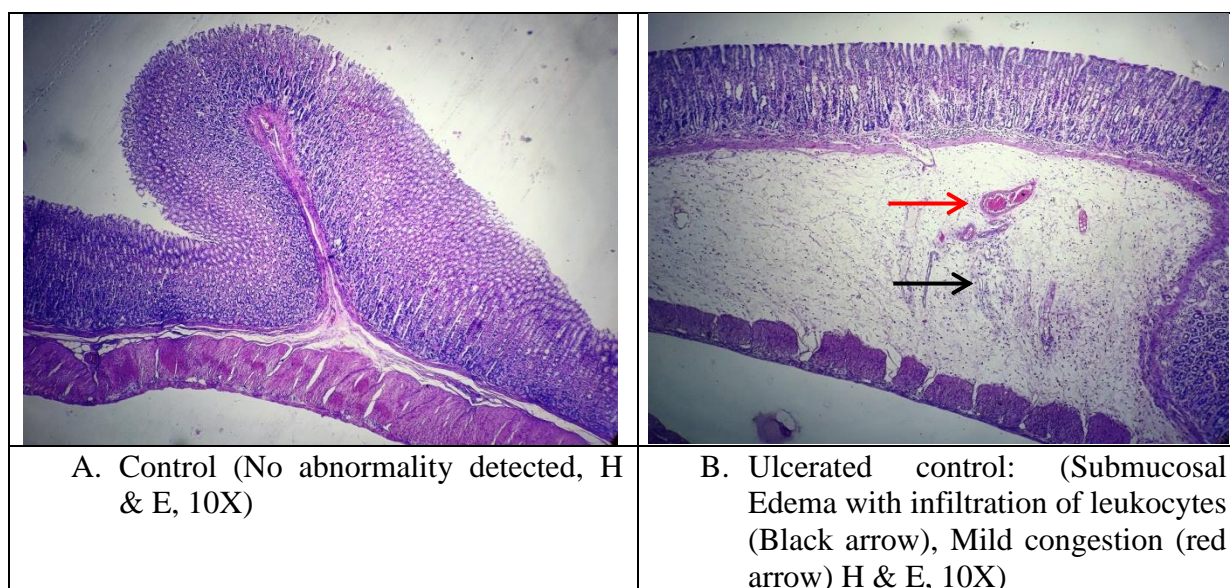 A. Control (No abnormality detected, H
& E, 10X)
B. Ulcerated control: (Submucosal
Edema with infiltration of leukocytes
(Black arrow), Mild congestion (red
arrow) H & E, 10X)